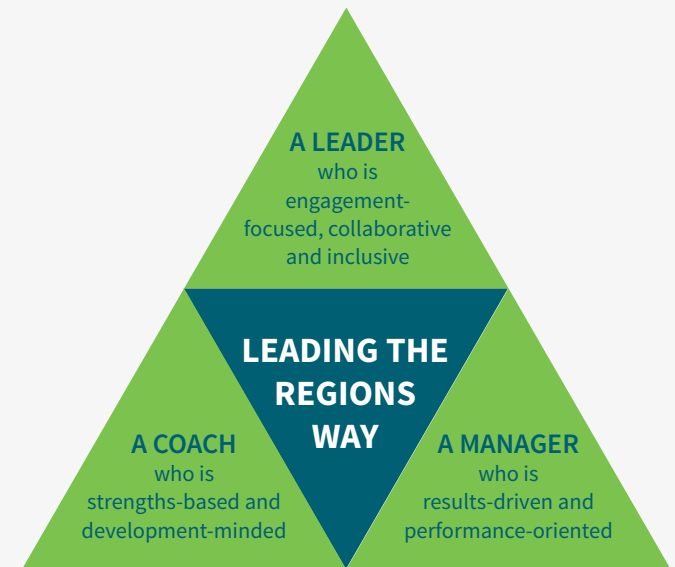 A LEADER
who is
engagement-
focused, collaborative
and inclusive
LEADING THE
REGIONS
WAY
A COACH
who is
strengths-based and
development-minded
A MANAGER
who is
results-driven and
performance-oriented